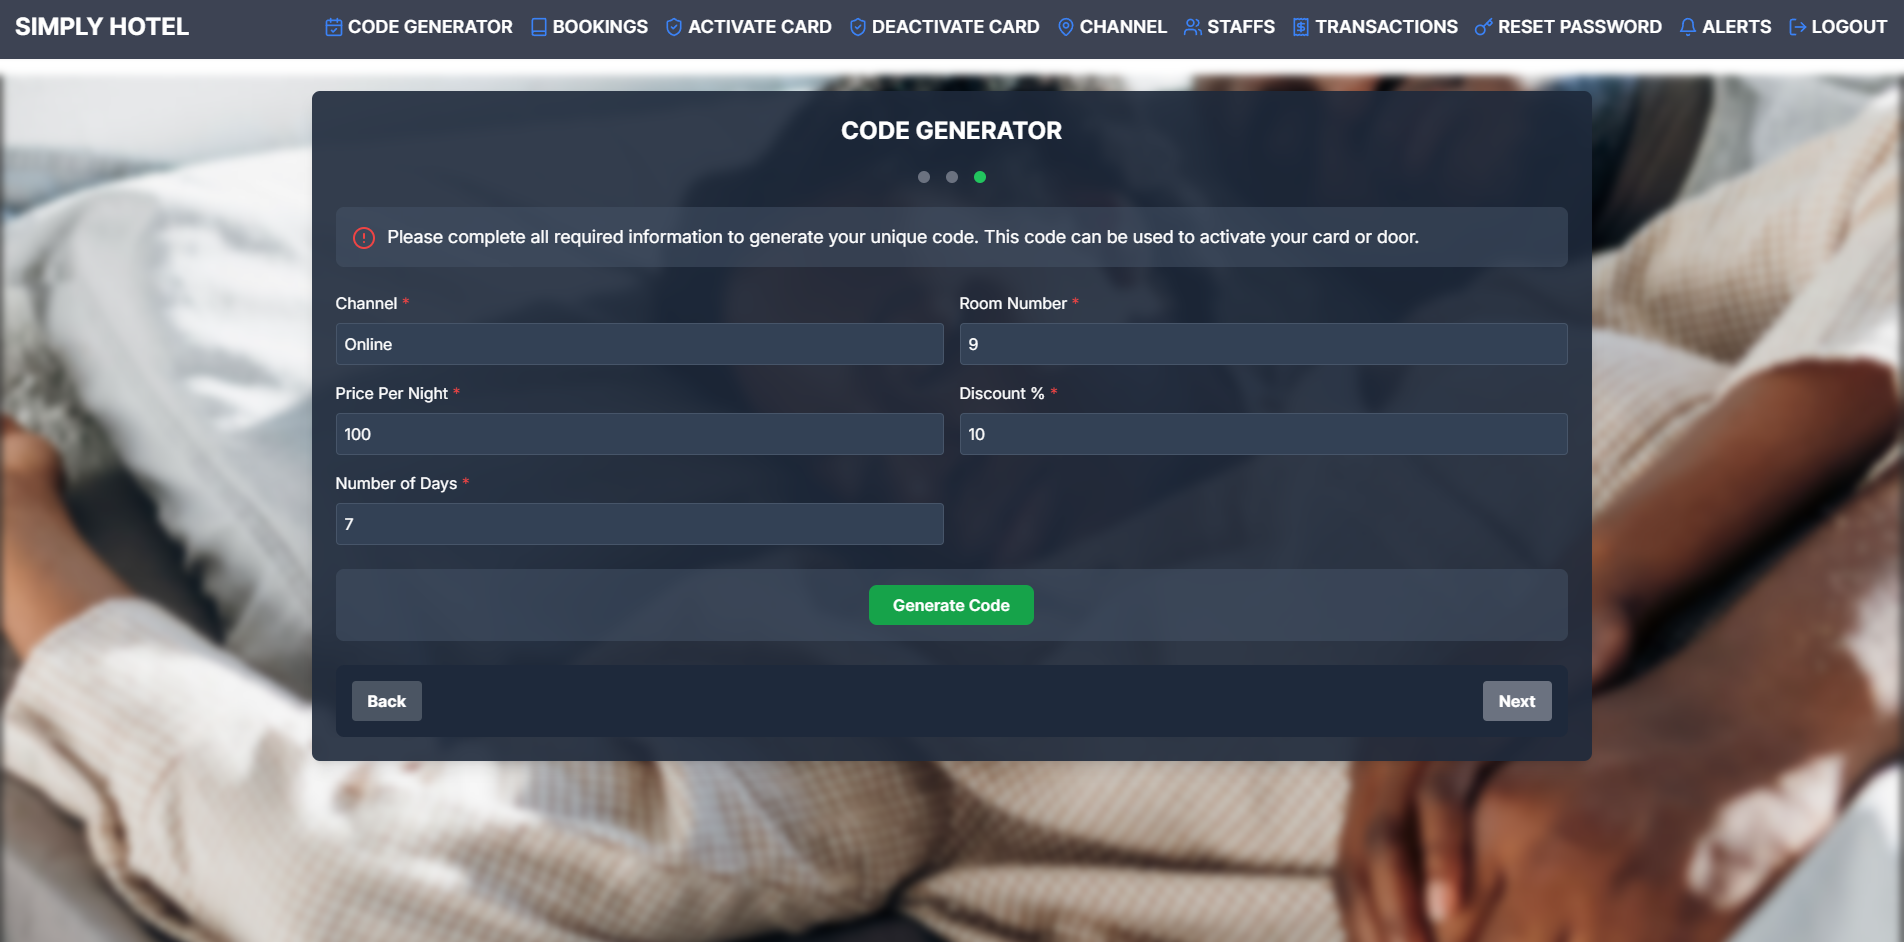 SIMPLY HOTEL
CODE GENERATOR BOOKINGS ACTIVATE CARD DEACTIVATE CARD CHANNEL STAFFS TRANSACTIONS RESET PASSWORD ALERTS LOGOUT
CODE GENERATOR
Please complete all required information to generate your unique code. This code can be used to activate your card or door.
Channel *
Online
Room Number *
9
Price Per Night *
100
Discount % *
10
Number of Days *
7
Generate Code
Back
Next